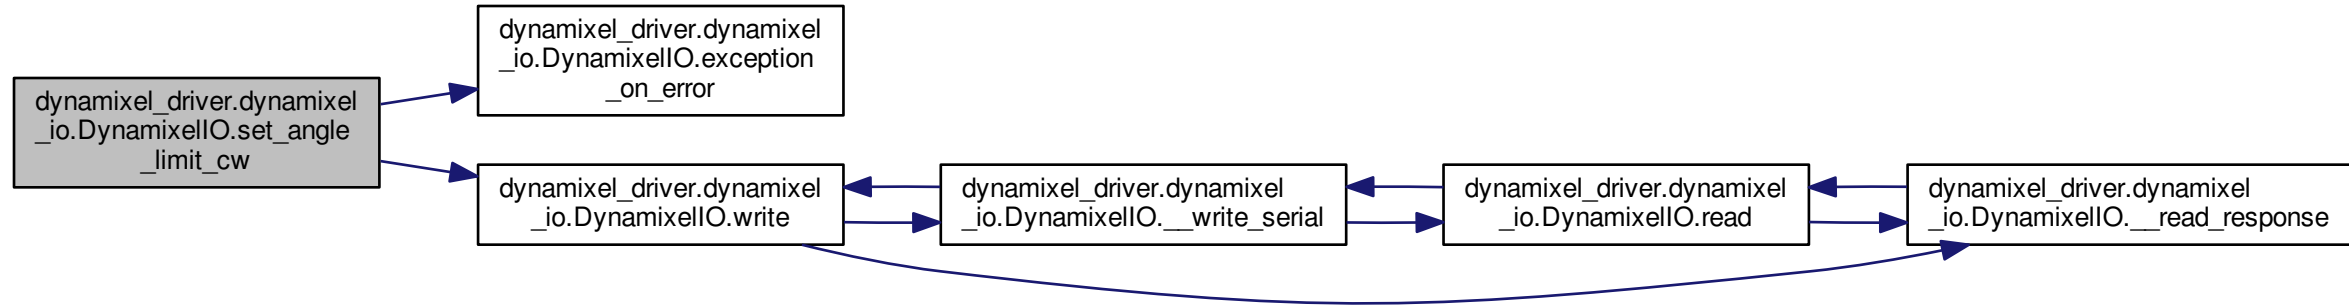 dynamixel_driver.dynamixel
_io.DynamixelIO.set_angle
_limit_cw
dynamixel_driver.dynamixel
_io.DynamixelIO.exception
_on_error
dynamixel_driver.dynamixel
_io.DynamixelIO.write
dynamixel_driver.dynamixel
_io.DynamixelIO.__write_serial
dynamixel_driver.dynamixel
_io.DynamixelIO.read
dynamixel_driver.dynamixel
_io.DynamixelIO.__read_response